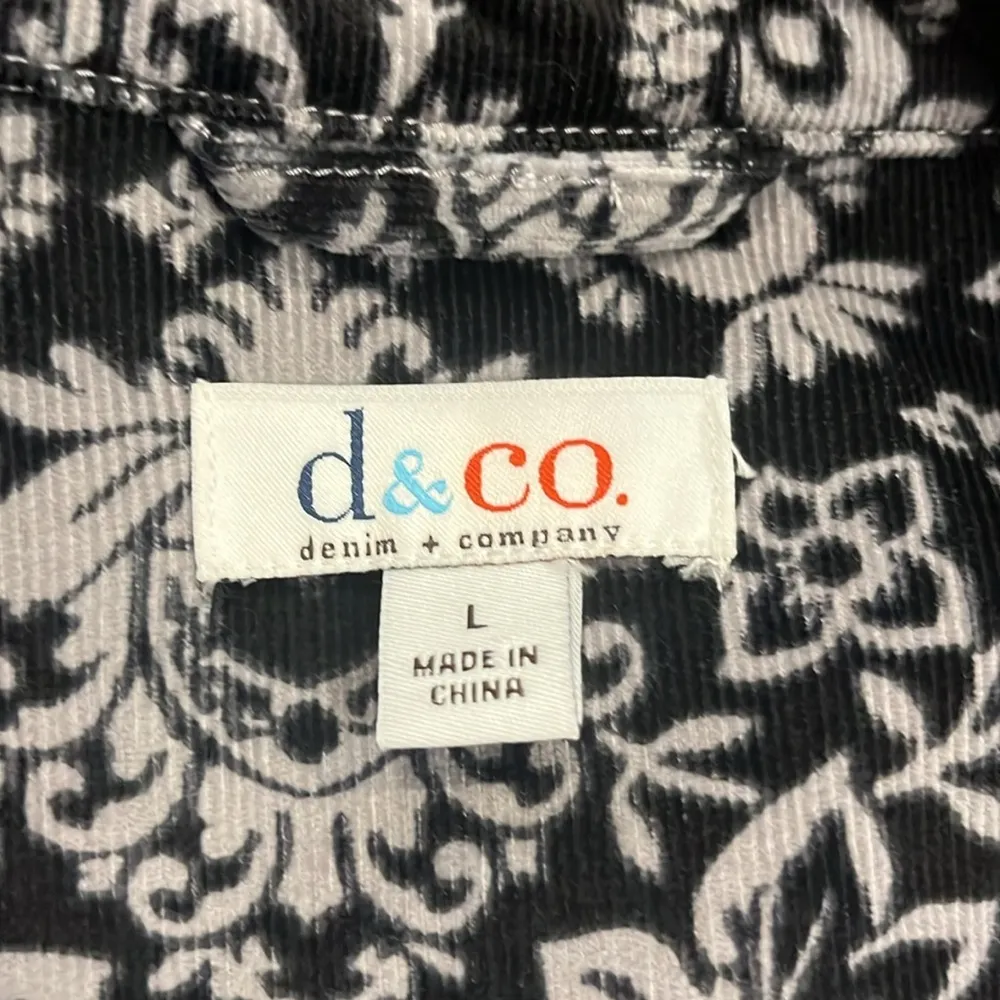 d&co.
denim + company
L
MADE IN
CHINA